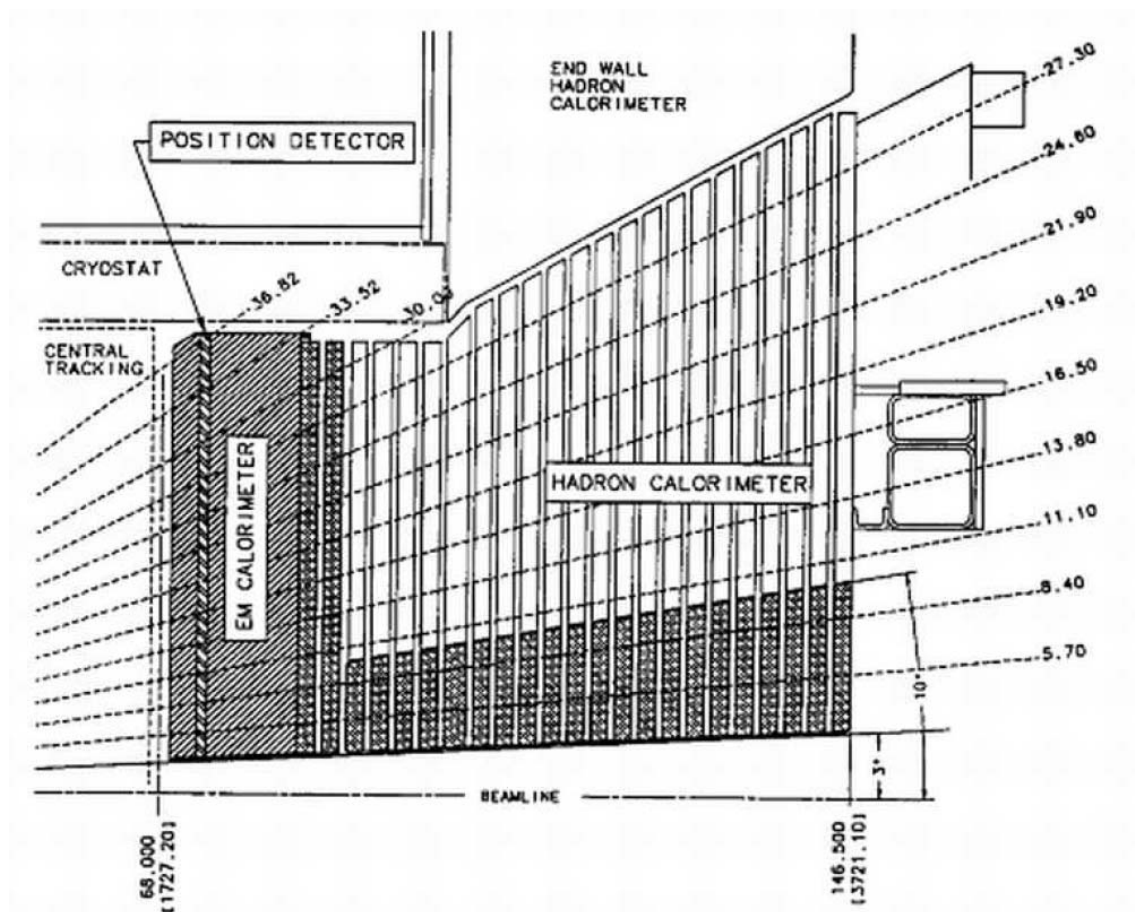 END WALL
HADRON
CALORIMETER
27.30
POSITION DETECTOR
24.60
21.90
CRYOSTAT
36.82
33.52
19.20
CENTRAL
TRACKING
16.50
EM CALORIMETER
HADRON CALORIMETER
13.80
11.10
8.40
5.70
10°
3°
BEAMLINE
68.000
[1727.20]
146.500
[3721.10]